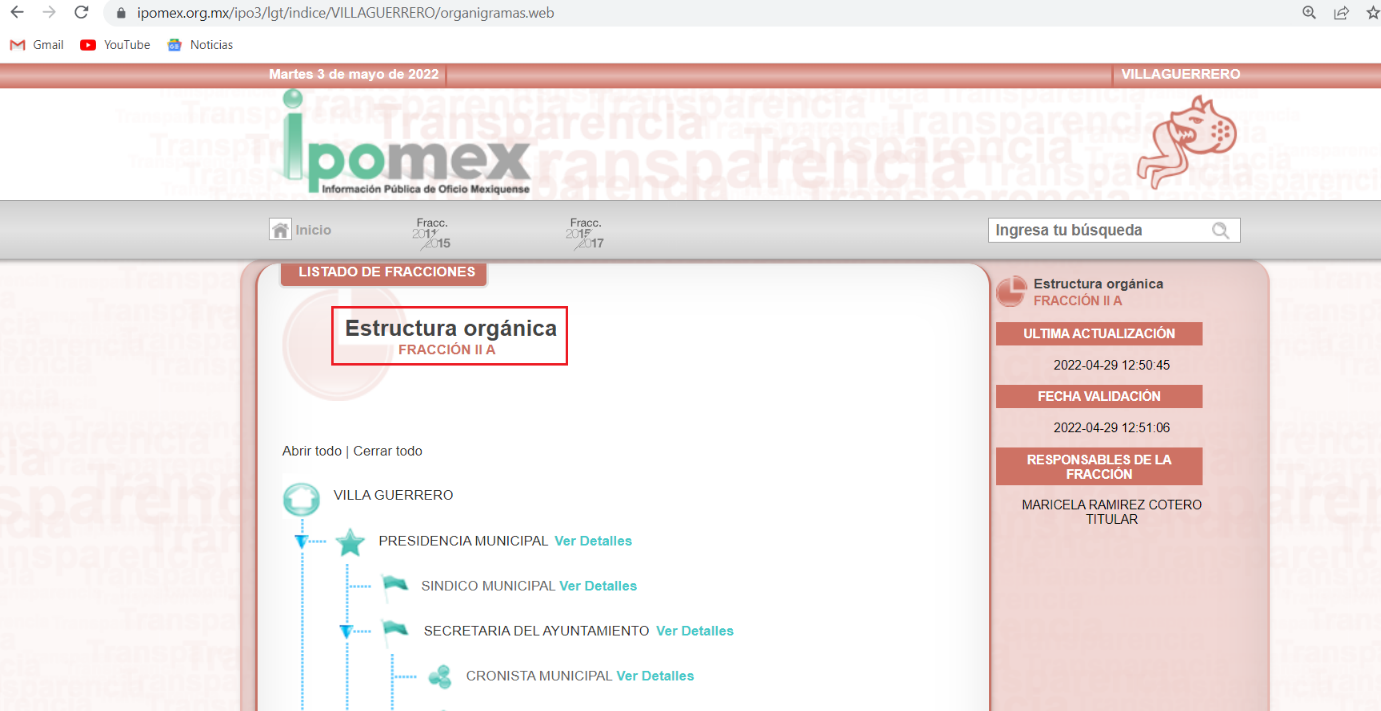 ipomex.org.mx/ipo3/lgt/indice/VILLAGUERRERO/organigramas.web
Gmail YouTube Noticias
Martes 3 de mayo de 2022 VILLAGUERRERO
ipomex
Información Pública de Oficio Mexiquense
Transparencia
Inicio
Fracc.
2011
2015
Fracc.
2015
2017
Ingresa tu búsqueda
LISTADO DE FRACCIONES
Estructura orgánica
FRACCIÓN II A
Abrir todo | Cerrar todo
VILLA GUERRERO
PRESIDENCIA MUNICIPAL Ver Detalles
SINDICO MUNICIPAL Ver Detalles
SECRETARIA DEL AYUNTAMIENTO Ver Detalles
CRONISTA MUNICIPAL Ver Detalles
Estructura orgánica
FRACCIÓN II A
ULTIMA ACTUALIZACIÓN
2022-04-29 12:50:45
FECHA VALIDACIÓN
2022-04-29 12:51:06
RESPONSABLES DE LA
FRACCIÓN
MARICELA RAMIREZ COTERO
TITULAR